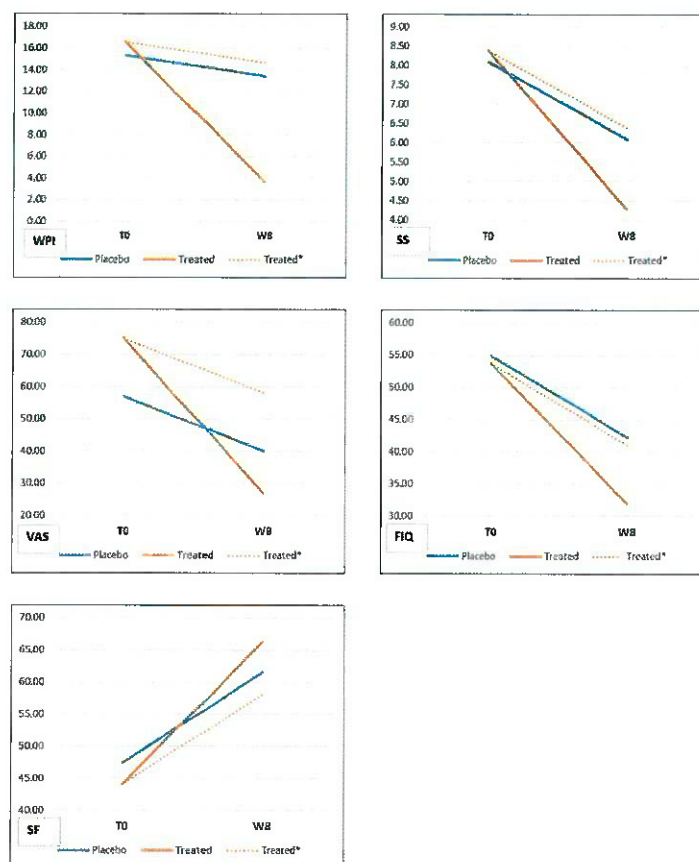 18.00
16.00
14.00
12.00
10.00
8.00
6.00
4.00
2.00
0.00
T0 W8
WPI
Placebo Treated Treated*
9.00
8.50
8.00
7.50
7.00
6.50
6.00
5.50
5.00
4.50
4.00
T0 W8
SS
Placebo Treated Treated*
80.00
70.00
60.00
50.00
40.00
30.00
20.00
T0 W8
VAS
Placebo Treated Treated*
60.00
55.00
50.00
45.00
40.00
35.00
30.00
T0 W8
FIQ
Placebo Treated Treated*
70.00
65.00
60.00
55.00
50.00
45.00
40.00
T0 W8
SF
Placebo Treated Treated*